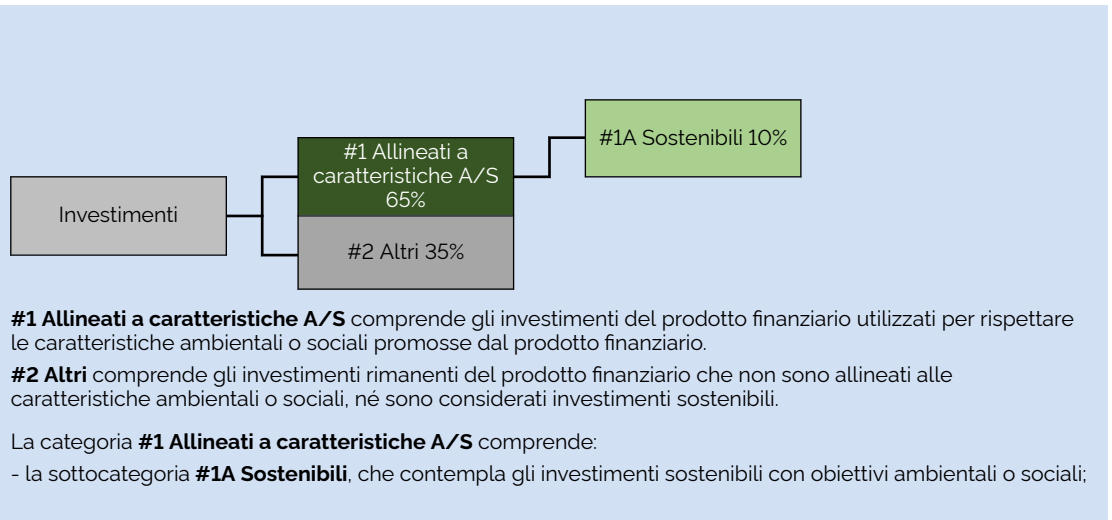 #1A Sostenibili 10%
#1 Allineati a
caratteristiche A/S
65%
Investimenti
#2 Altri 35%
#1 Allineati a caratteristiche A/S comprende gli investimenti del prodotto finanziario utilizzati per rispettare
le caratteristiche ambientali o sociali promosse dal prodotto finanziario.
#2 Altri comprende gli investimenti rimanenti del prodotto finanziario che non sono allineati alle
caratteristiche ambientali o sociali, né sono considerati investimenti sostenibili.
La categoria #1 Allineati a caratteristiche A/S comprende:
- la sottocategoria #1A Sostenibili, che contempla gli investimenti sostenibili con obiettivi ambientali o sociali;